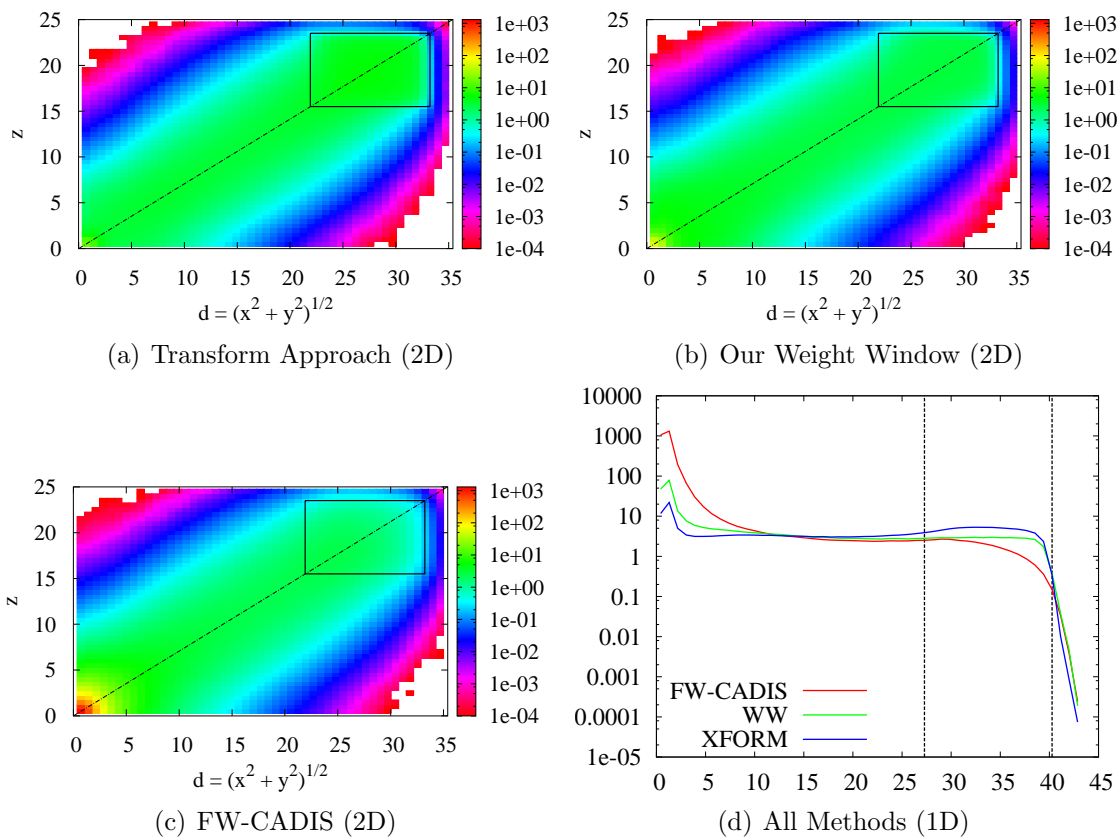 25
20
15
10
5
0
z
0 5 10 15 20 25 30 35
d = (x² + y²)^1/2
1e+03
1e+02
1e+01
1e+00
1e-01
1e-02
1e-03
1e-04
(a) Transform Approach (2D)
25
20
15
10
5
0
z
0 5 10 15 20 25 30 35
d = (x² + y²)^1/2
1e+03
1e+02
1e+01
1e+00
1e-01
1e-02
1e-03
1e-04
(b) Our Weight Window (2D)
25
20
15
10
5
0
z
0 5 10 15 20 25 30 35
d = (x² + y²)^1/2
1e+03
1e+02
1e+01
1e+00
1e-01
1e-02
1e-03
1e-04
(c) FW-CADIS (2D)
10000
1000
100
10
1
0.1
0.01
0.001
0.0001
1e-05
FW-CADIS
WW
XFORM
0 5 10 15 20 25 30 35 40 45
(d) All Methods (1D)